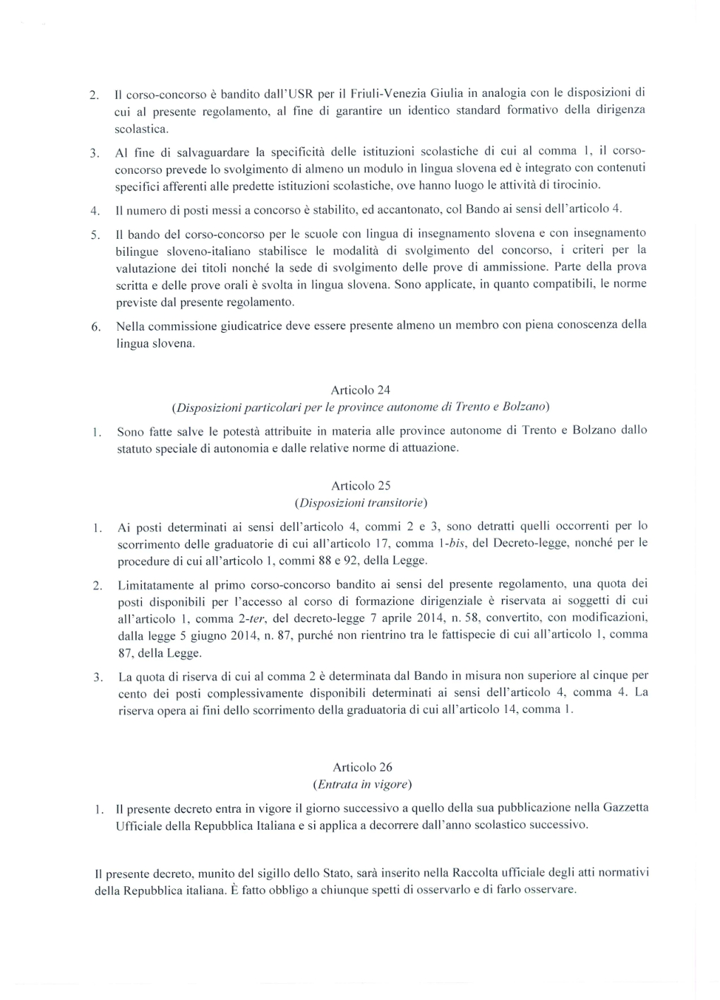 2. Il corso-concorso è bandito dall'USR per il Friuli-Venezia Giulia in analogia con le disposizioni di
cui al presente regolamento, al fine di garantire un identico standard formativo della dirigenza
scolastica.
3. Al fine di salvaguardare la specificità delle istituzioni scolastiche di cui al comma 1, il corso-
concorso prevede lo svolgimento di almeno un modulo in lingua slovena ed è integrato con contenuti
specifici afferenti alle predette istituzioni scolastiche, ove hanno luogo le attività di tirocinio.
4. Il numero di posti messi a concorso è stabilito, ed accantonato, col Bando ai sensi dell'articolo 4.
5. Il bando del corso-concorso per le scuole con lingua di insegnamento slovena e con insegnamento
bilingue sloveno-italiano stabilisce le modalità di svolgimento del concorso, i criteri per la
valutazione dei titoli nonché la sede di svolgimento delle prove di ammissione. Parte della prova
scritta e delle prove orali è svolta in lingua slovena. Sono applicate, in quanto compatibili, le norme
previste dal presente regolamento.
6. Nella commissione giudicatrice deve essere presente almeno un membro con piena conoscenza della
lingua slovena.
Articolo 24
(Disposizioni particolari per le province autonome di Trento e Bolzano)
1. Sono fatte salve le potestà attribuite in materia alle province autonome di Trento e Bolzano dallo
statuto speciale di autonomia e dalle relative norme di attuazione.
Articolo 25
(Disposizioni transitorie)
1. Ai posti determinati ai sensi dell'articolo 4, commi 2 e 3, sono detratti quelli occorrenti per lo
scorrimento delle graduatorie di cui all'articolo 17, comma 1-bis, del Decreto-legge, nonché per le
procedure di cui all'articolo 1, commi 88 e 92, della Legge.
2. Limitatamente al primo corso-concorso bandito ai sensi del presente regolamento, una quota dei
posti disponibili per l'accesso al corso di formazione dirigenziale è riservata ai soggetti di cui
all'articolo 1, comma 2-ter, del decreto-legge 7 aprile 2014, n. 58, convertito, con modificazioni,
dalla legge 5 giugno 2014, n. 87, purché non rientrino tra le fattispecie di cui all'articolo 1, comma
87, della Legge.
3. La quota di riserva di cui al comma 2 è determinata dal Bando in misura non superiore al cinque per
cento dei posti complessivamente disponibili determinati ai sensi dell'articolo 4, comma 4. La
riserva opera ai fini dello scorrimento della graduatoria di cui all'articolo 14, comma 1.
Articolo 26
(Entrata in vigore)
1. Il presente decreto entra in vigore il giorno successivo a quello della sua pubblicazione nella Gazzetta
Ufficiale della Repubblica Italiana e si applica a decorrere dall'anno scolastico successivo.
Il presente decreto, munito del sigillo dello Stato, sarà inserito nella Raccolta ufficiale degli atti normativi
della Repubblica italiana. È fatto obbligo a chiunque spetti di osservarlo e di farlo osservare.